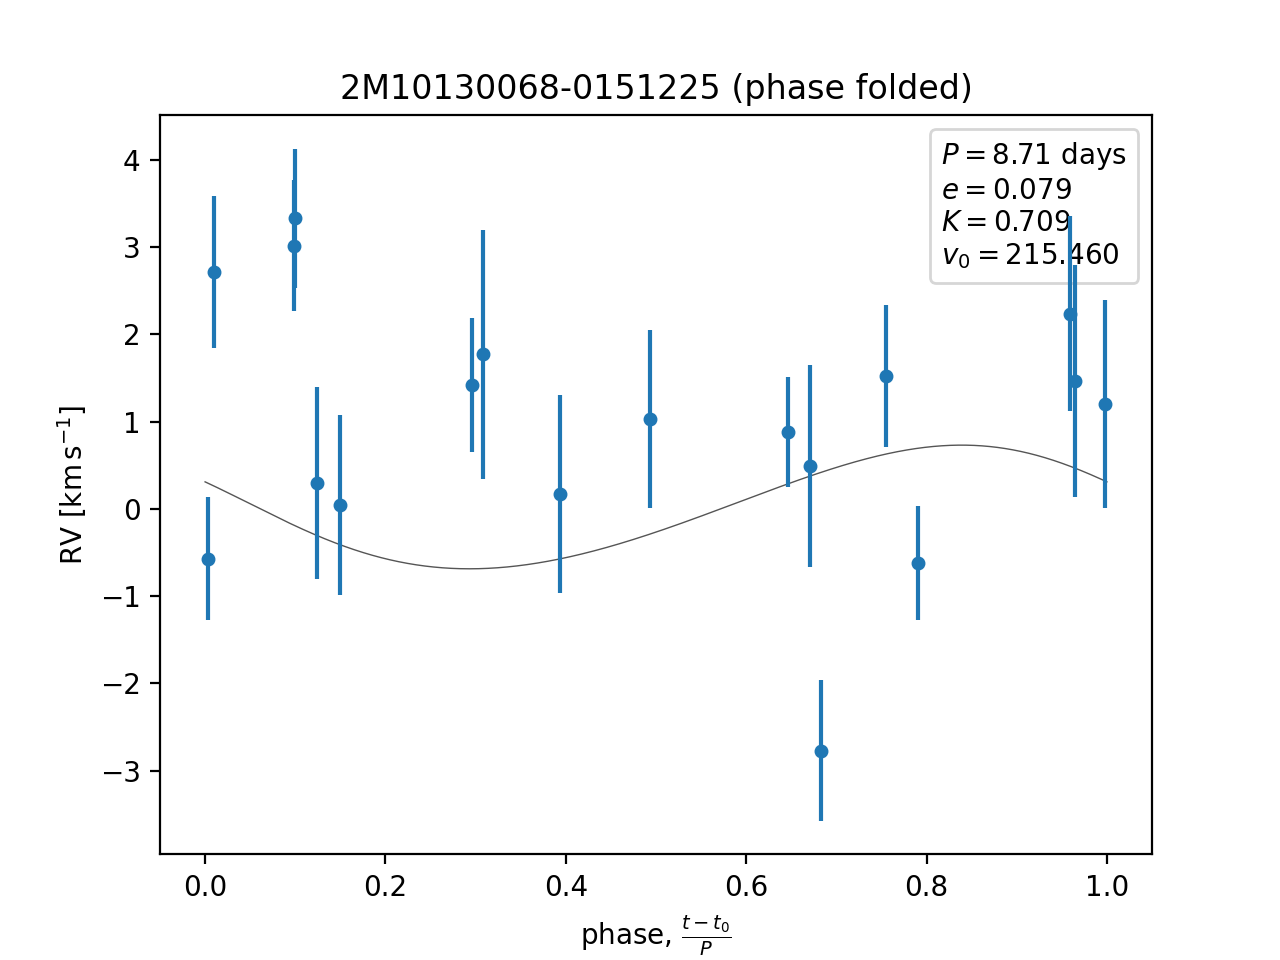 2M10130068-0151225 (phase folded)
P = 8.71 days
e = 0.079
K = 0.709
v₀ = 215.460
4
3
2
1
0
−1
−2
−3
RV [km s⁻¹]
0.0 0.2 0.4 0.6 0.8 1.0
phase, (t − t₀)/P